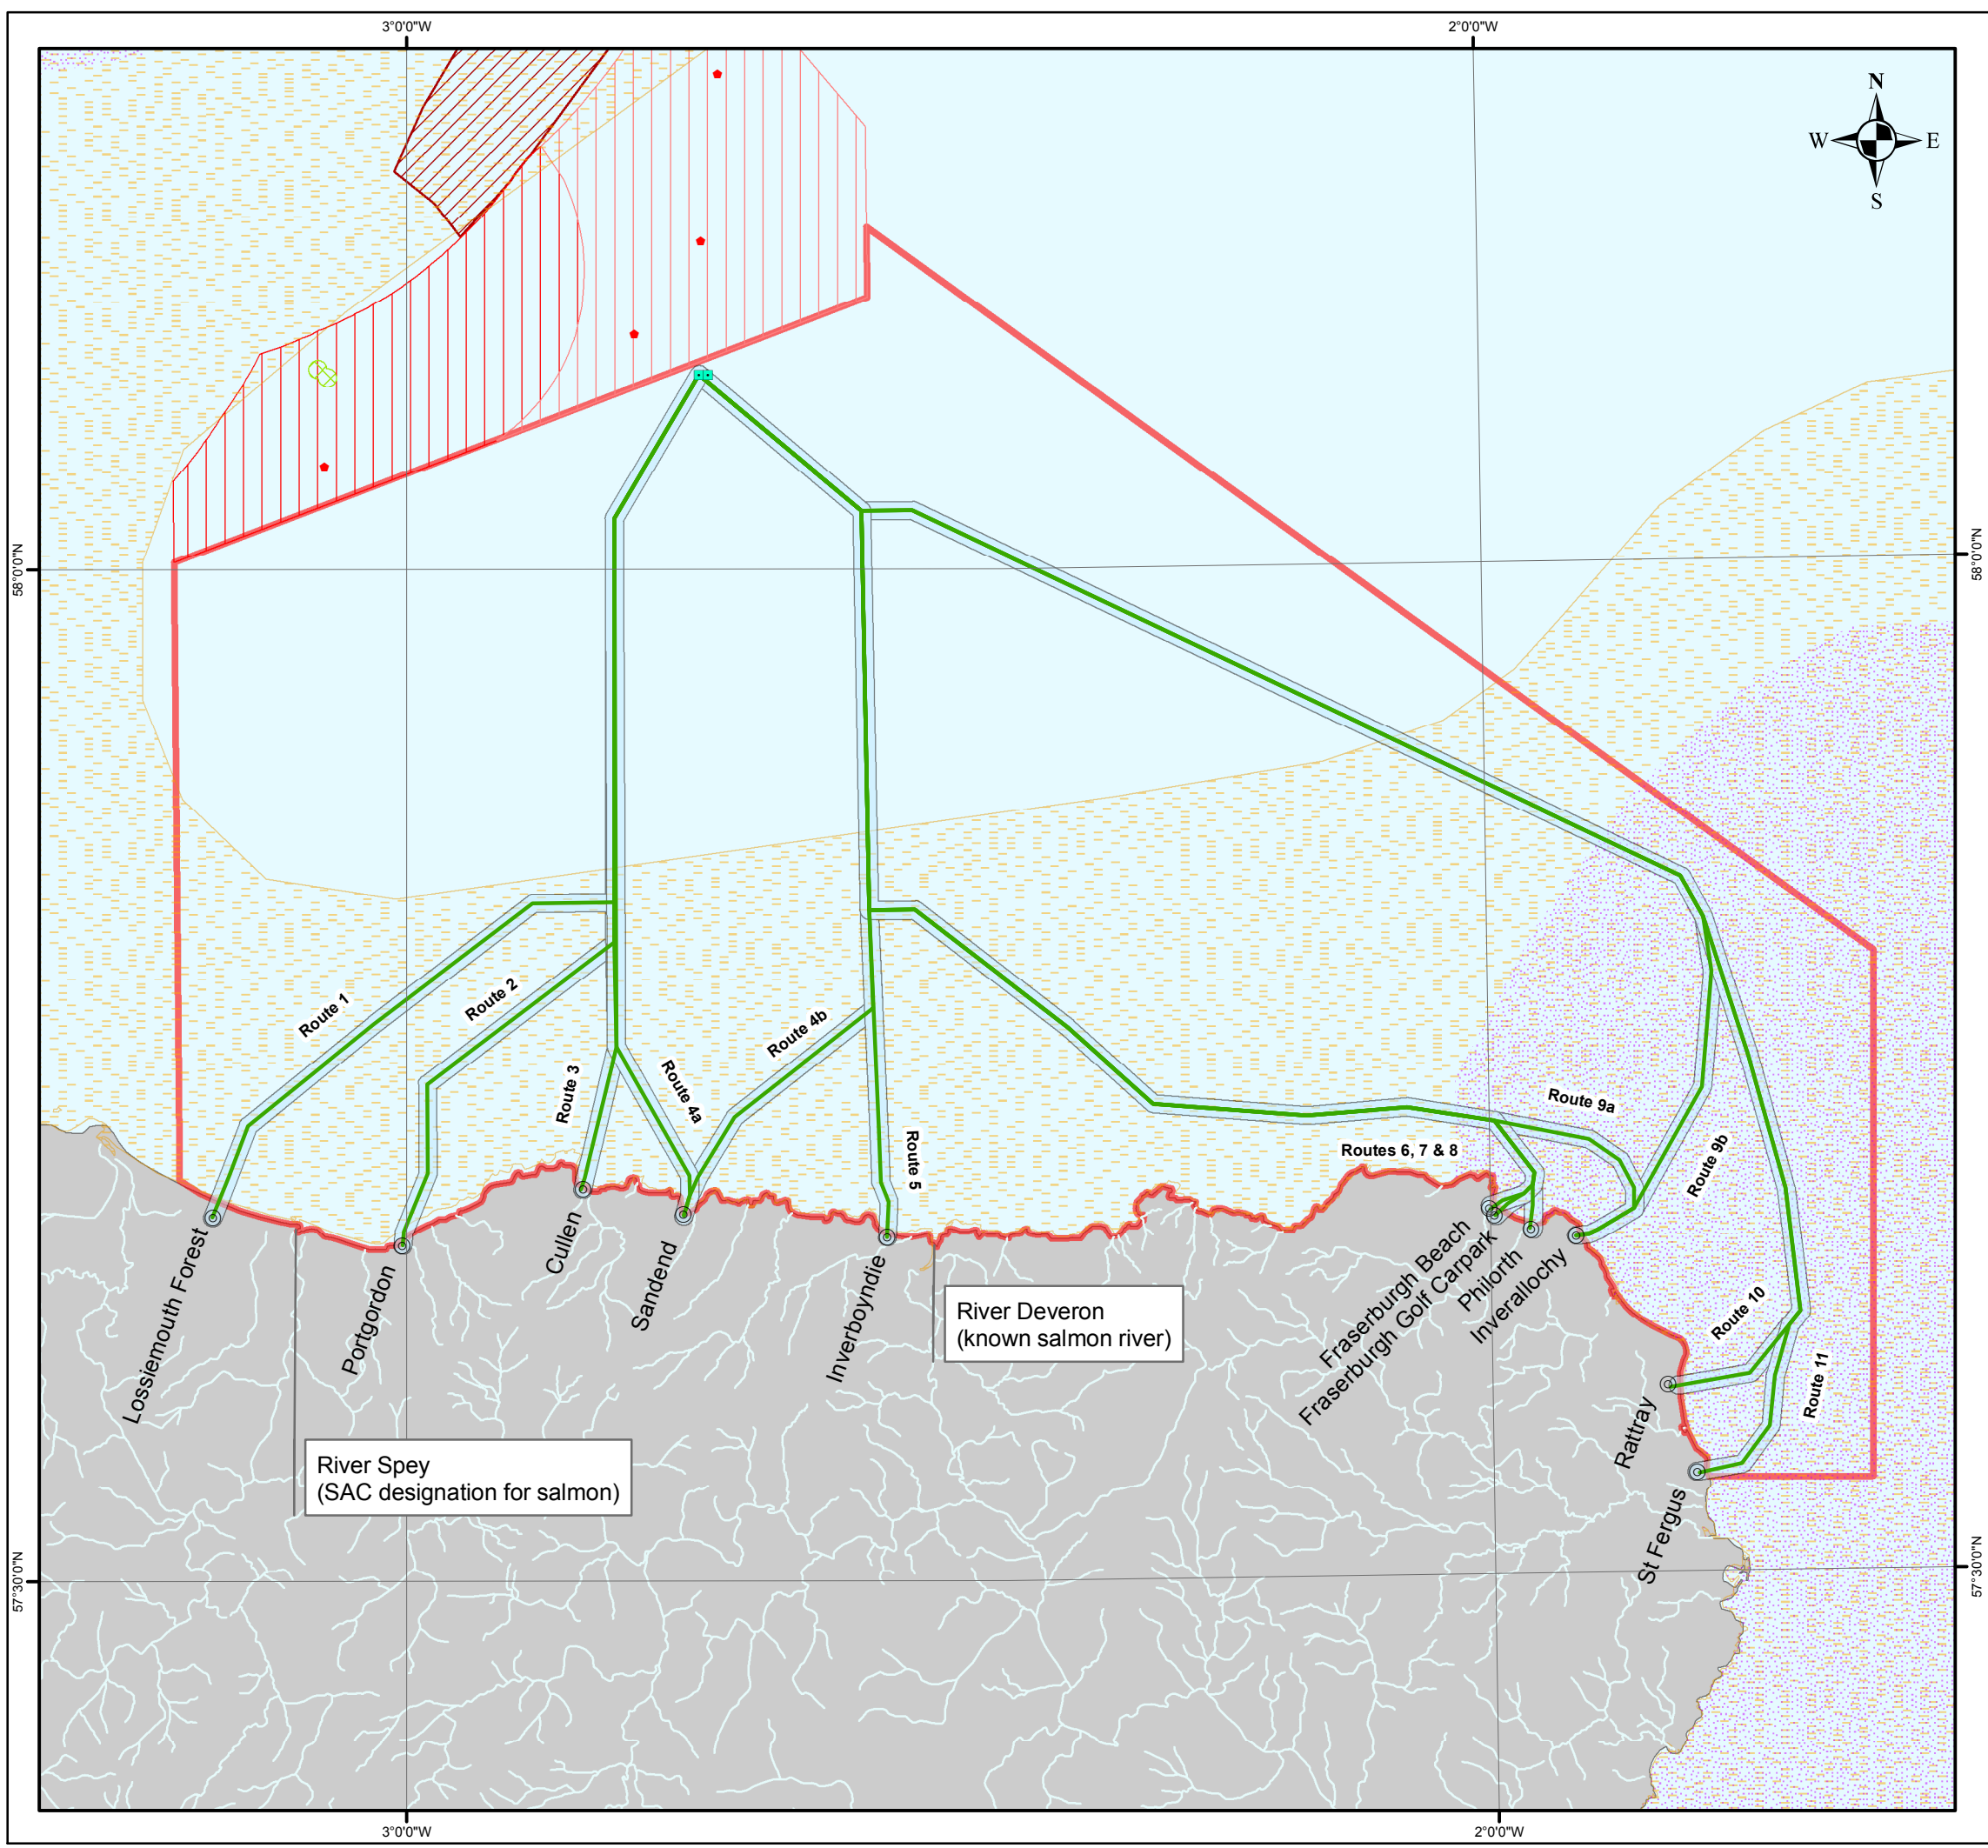 3°0'0"W
2°0'0"W
N
W
E
S
58°0'0"N
58°0'0"N
Route 1
Route 2
Route 3
Route 4a
Route 4b
Route 5
Routes 6, 7 & 8
Route 9a
Route 9b
Route 10
Route 11
Lossiemouth Forest
Portgordon
Cullen
Sandend
Inverboyndie
Fraserburgh Beach
Fraserburgh Golf Carpark
Philorth
Inverallochy
Rattray
St Fergus
River Deveron
(known salmon river)
River Spey
(SAC designation for salmon)
57°30'0"N
57°30'0"N
3°0'0"W
2°0'0"W